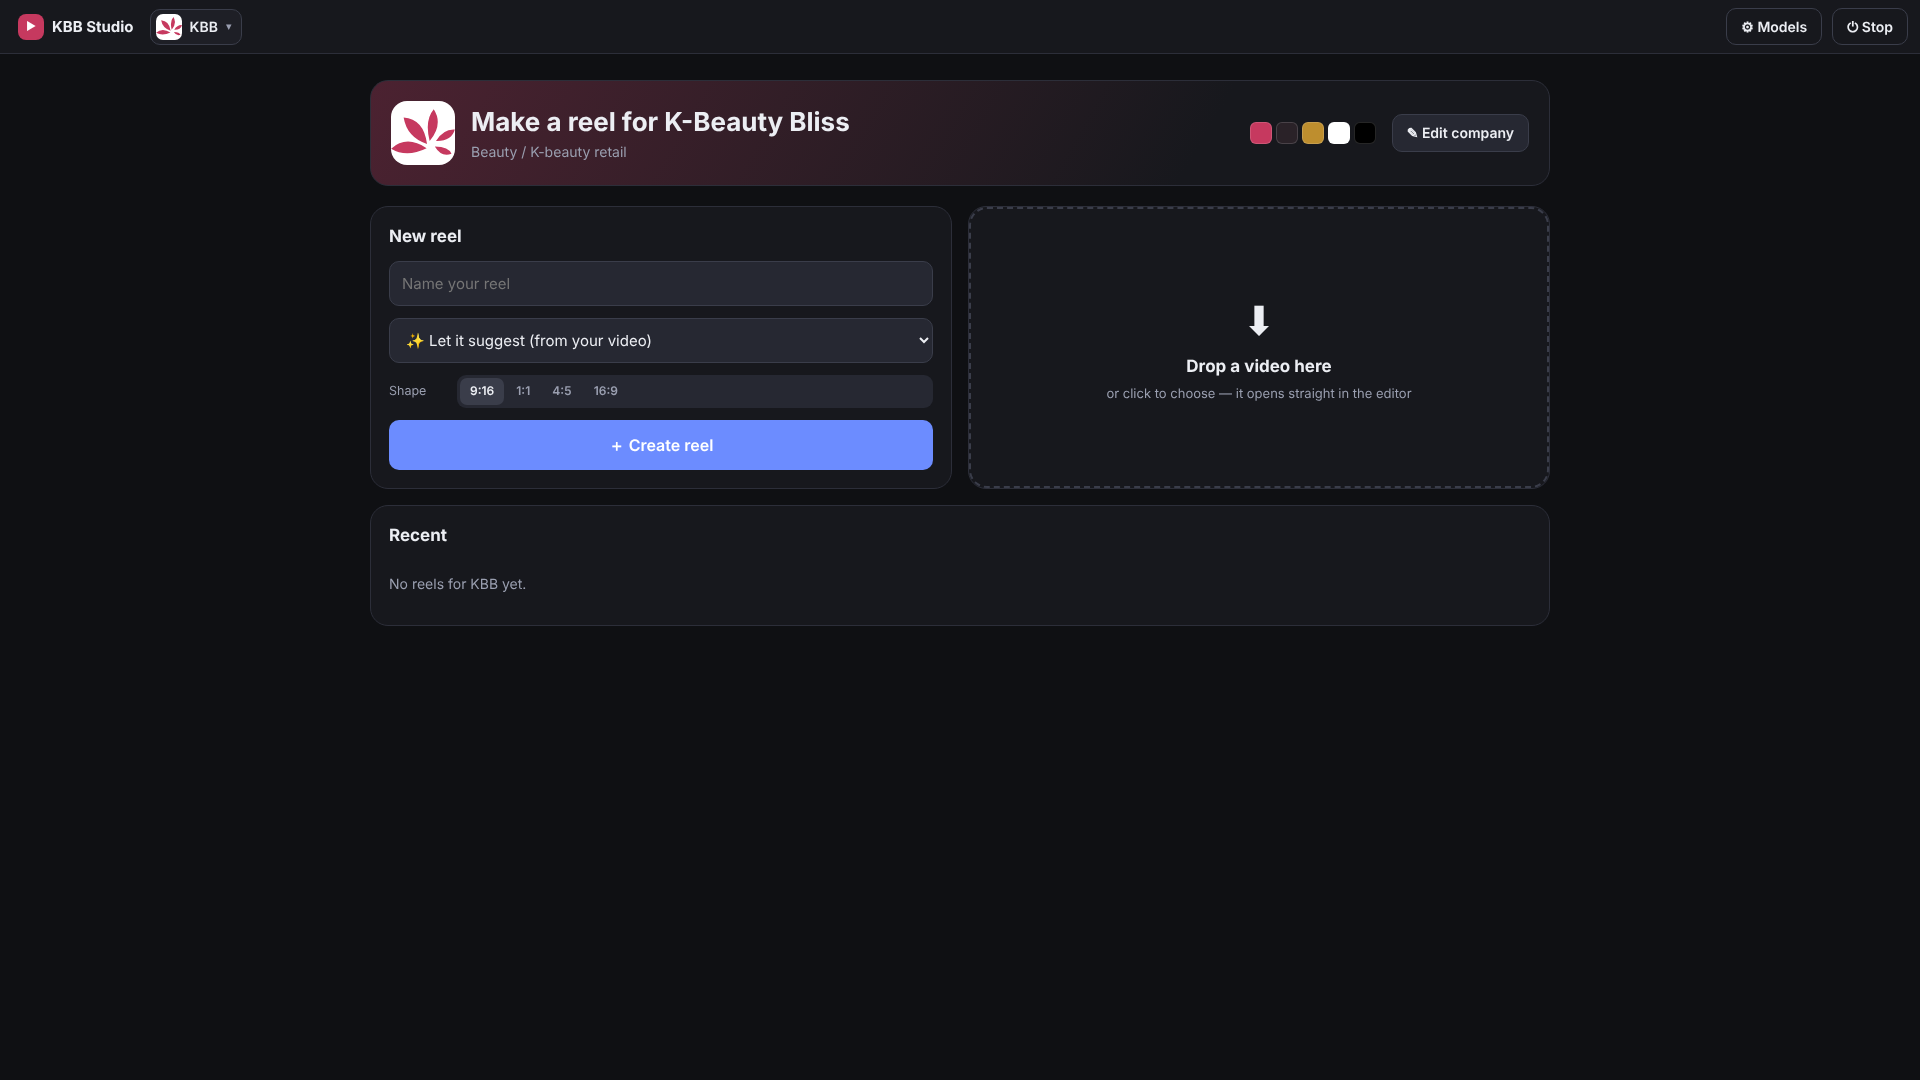 KBB Studio
KBB
⚙ Models
⏻ Stop
Make a reel for K-Beauty Bliss
Beauty / K-beauty retail
✎ Edit company
New reel
Name your reel
✨ Let it suggest (from your video)
Shape
9:16
1:1
4:5
16:9
+ Create reel
Drop a video here
or click to choose — it opens straight in the editor
Recent
No reels for KBB yet.